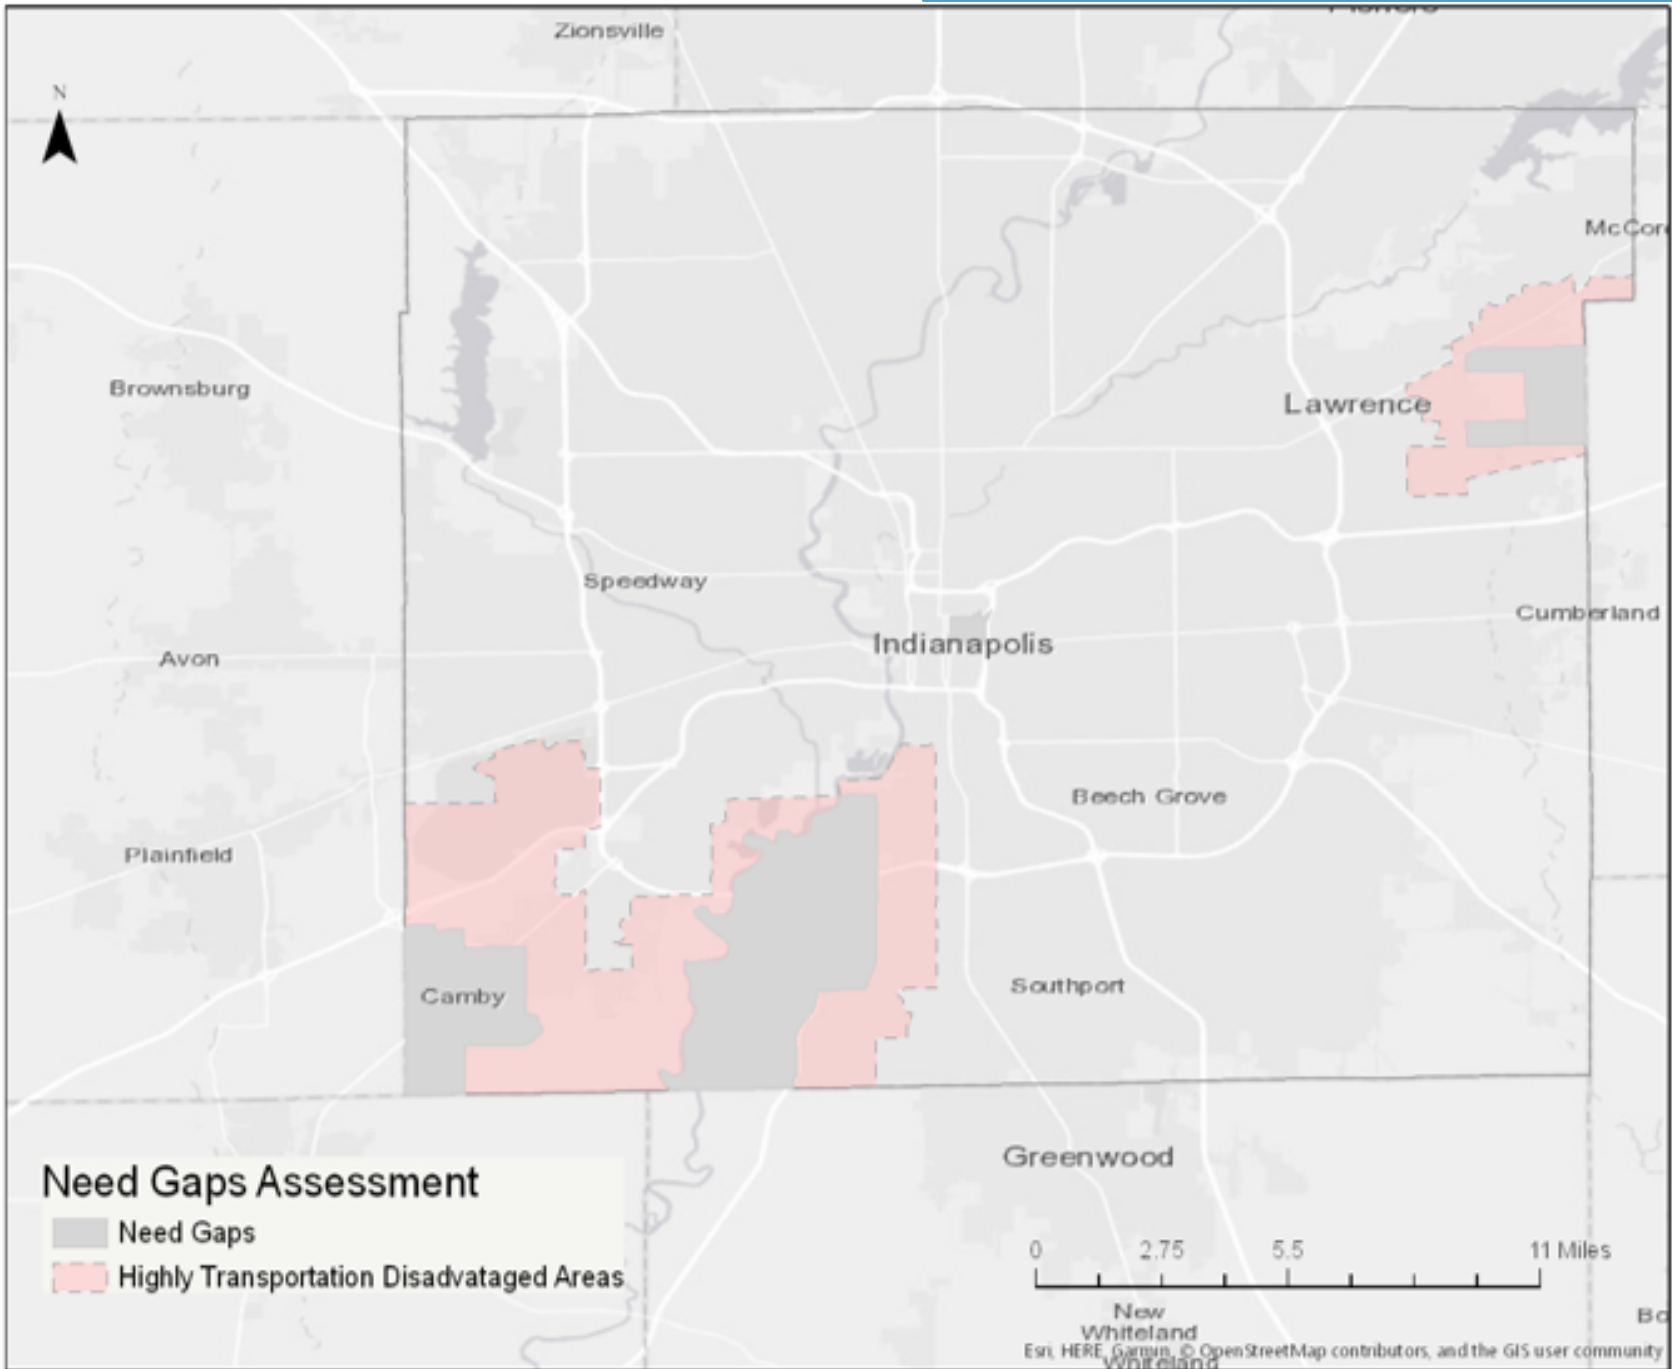 Zionsville
N
McCor
Brownsburg
Lawrence
Speedway
Cumberland
Indianapolis
Avon
Beech Grove
Plainfield
Southport
Camby
Greenwood
Need Gaps Assessment
Need Gaps
Highly Transportation Disadvataged Areas
0 2.75 5.5 11 Miles
New
Whiteland
Bo
Esri, HERE, Garmin, © OpenStreetMap contributors, and the GIS user community
Whiteland